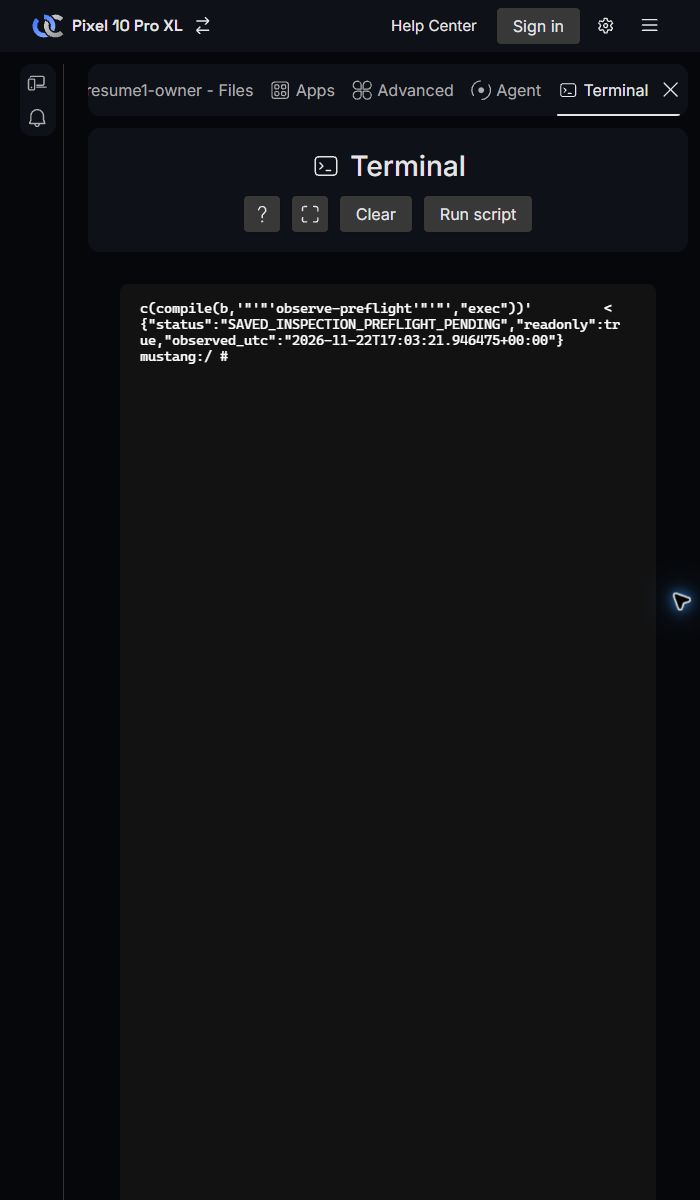 Pixel 10 Pro XL
Help Center
Sign in
resume1-owner - Files
Apps
Advanced
Agent
Terminal
Terminal
?
Clear
Run script
c(compile(b,'"'"'observe-preflight'"'"',"exec"))' <
{"status":"SAVED_INSPECTION_PREFLIGHT_PENDING","readonly":tr
ue,"observed_utc":"2026-11-22T17:03:21.946475+00:00"}
mustang:/ #